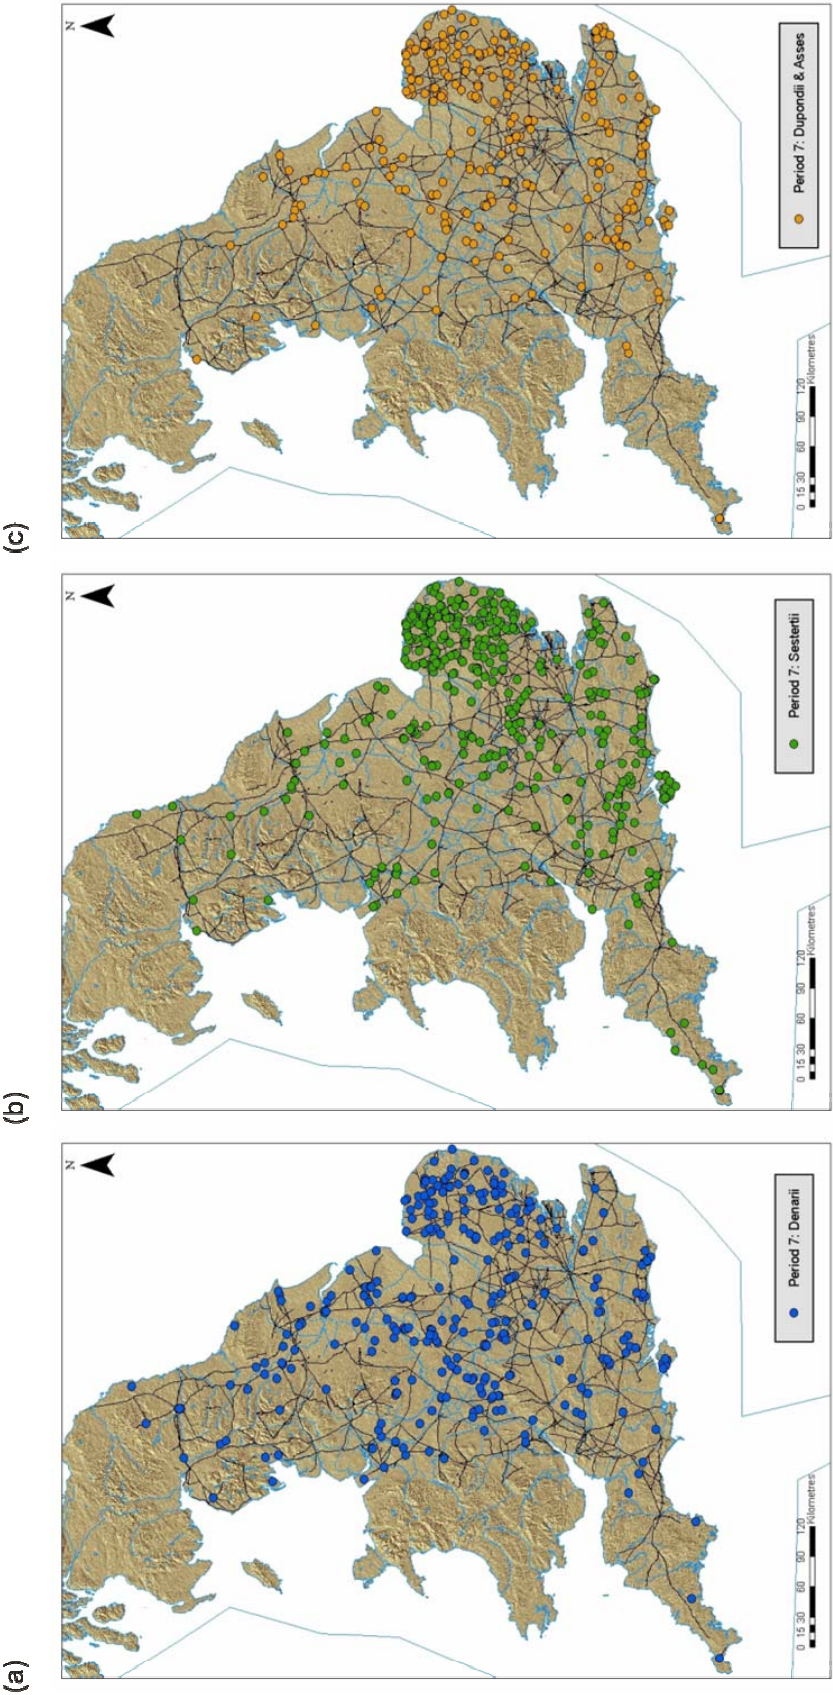 (a)
N
Period 7: Denarii
0 15 30 60 90 120
Kilometres
(b)
N
Period 7: Sestertii
0 15 30 60 90 120
Kilometres
(c)
N
Period 7: Dupondii & Asses
0 15 30 60 90 120
Kilometres